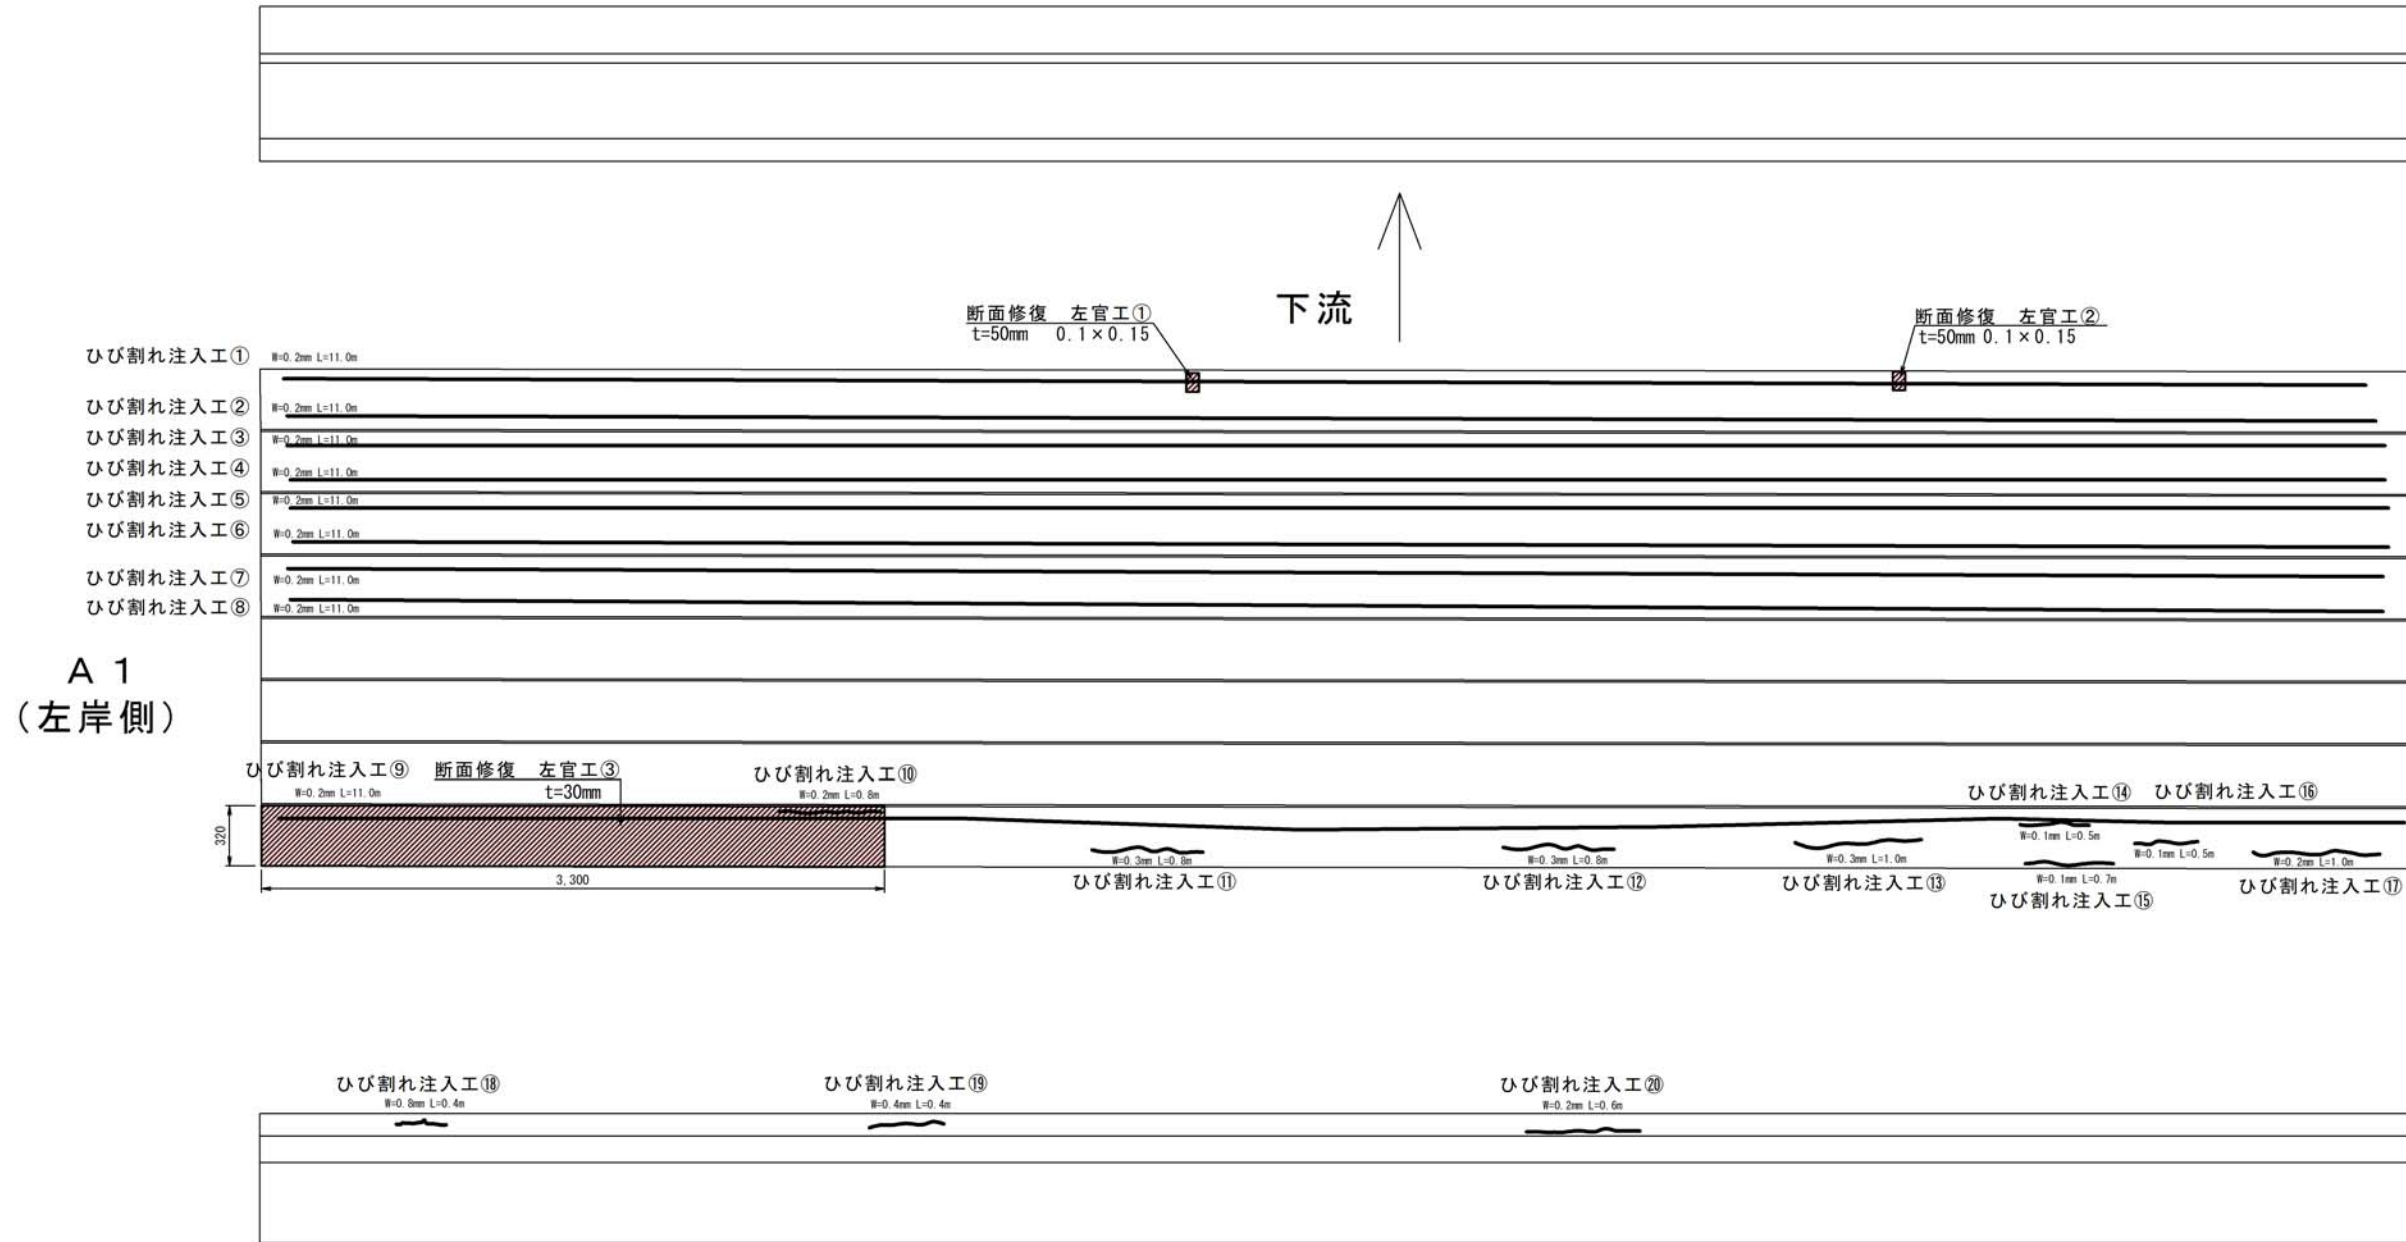 下流
断面修復 左官工①
t=50mm 0.1×0.15
断面修復 左官工②
t=50mm 0.1×0.15
ひび割れ注入工① W=0.2mm L=11.0m
ひび割れ注入工② W=0.2mm L=11.0m
ひび割れ注入工③ W=0.2mm L=11.0m
ひび割れ注入工④ W=0.2mm L=11.0m
ひび割れ注入工⑤ W=0.2mm L=11.0m
ひび割れ注入工⑥ W=0.2mm L=11.0m
ひび割れ注入工⑦ W=0.2mm L=11.0m
ひび割れ注入工⑧ W=0.2mm L=11.0m
A 1
(左岸側)
ひび割れ注入工⑨
W=0.2mm L=11.0m
断面修復 左官工③
t=30mm
ひび割れ注入工⑩
W=0.2mm L=0.8m
320
3,300
W=0.3mm L=0.8m
ひび割れ注入工⑪
W=0.3mm L=0.8m
ひび割れ注入工⑫
W=0.3mm L=1.0m
ひび割れ注入工⑬
ひび割れ注入工⑭
W=0.1mm L=0.5m
W=0.1mm L=0.7m
ひび割れ注入工⑮
ひび割れ注入工⑯
W=0.1mm L=0.5m
W=0.2mm L=1.0m
ひび割れ注入工⑰
ひび割れ注入工⑱
W=0.8mm L=0.4m
ひび割れ注入工⑲
W=0.4mm L=0.4m
ひび割れ注入工⑳
W=0.2mm L=0.6m